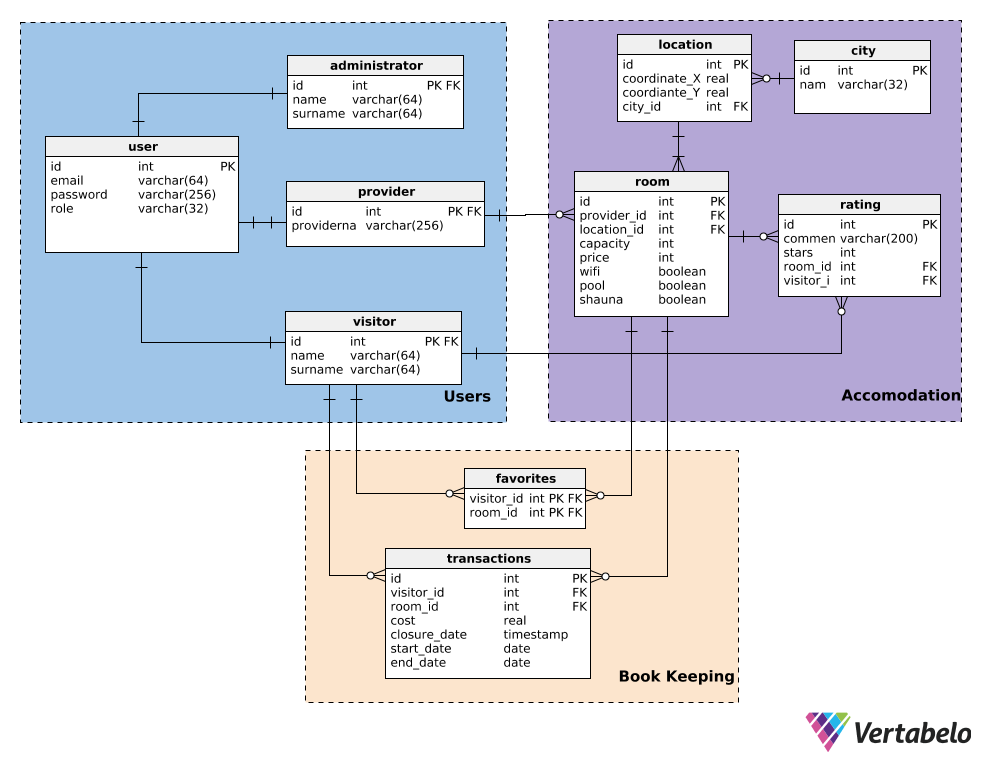 administrator
id int PK FK
name varchar(64)
surname varchar(64)
user
id int PK
email varchar(64)
password varchar(256)
role varchar(32)
provider
id int PK FK
providerna varchar(256)
visitor
id int PK FK
name varchar(64)
surname varchar(64)
Users
location
id int PK
coordinate_X real
coordiante_Y real
city_id int FK
city
id int PK
nam varchar(32)
room
id int PK
provider_id int FK
location_id int FK
capacity int
price int
wifi boolean
pool boolean
shauna boolean
rating
id int PK
commen varchar(200)
stars int
room_id int FK
visitor_i int FK
Accomodation
favorites
visitor_id int PK FK
room_id int PK FK
transactions
id int PK
visitor_id int FK
room_id int FK
cost real
closure_date timestamp
start_date date
end_date date
Book Keeping
Vertabelo